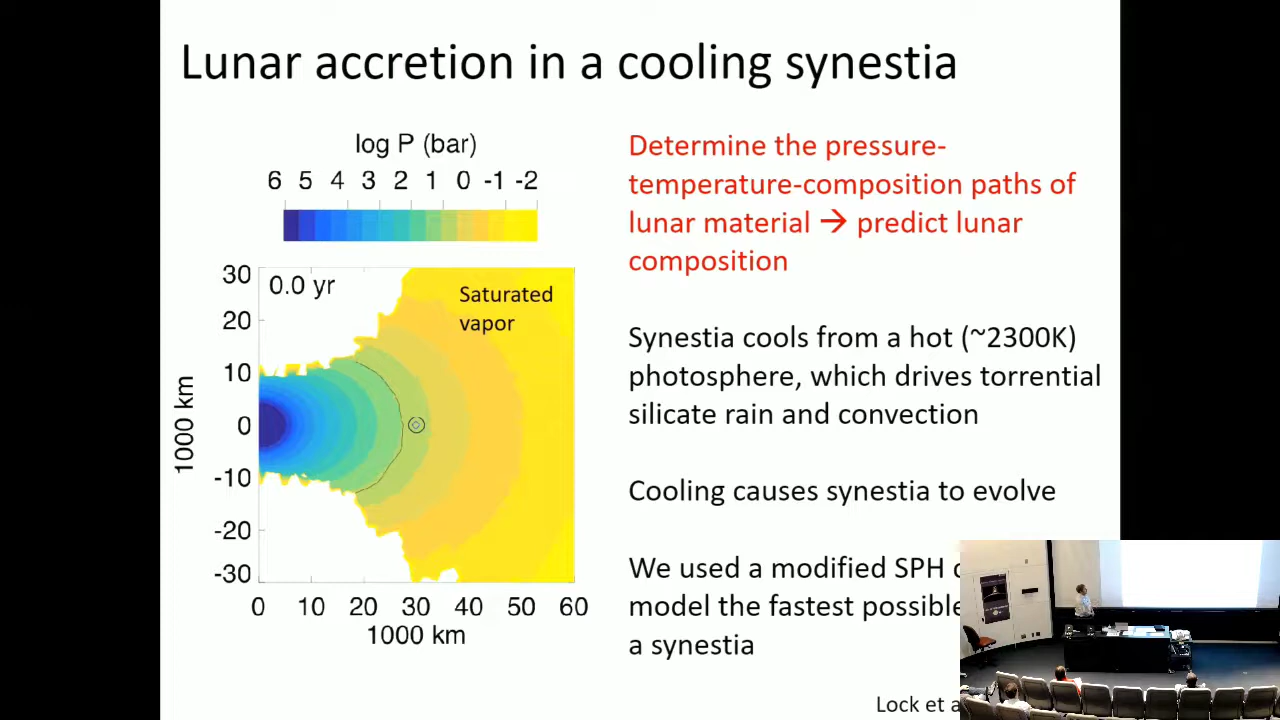 Lunar accretion in a cooling synestia
log P (bar)
6 5 4 3 2 1 0 -1 -2
30
20
10
0
-10
-20
-30
1000 km
0.0 yr
Saturated
vapor
0 10 20 30 40 50 60
1000 km
Determine the pressure-
temperature-composition paths of
lunar material → predict lunar
composition
Synestia cools from a hot (~2300K)
photosphere, which drives torrential
silicate rain and convection
Cooling causes synestia to evolve
We used a modified SPH
model the fastest possible
a synestia
Lock et